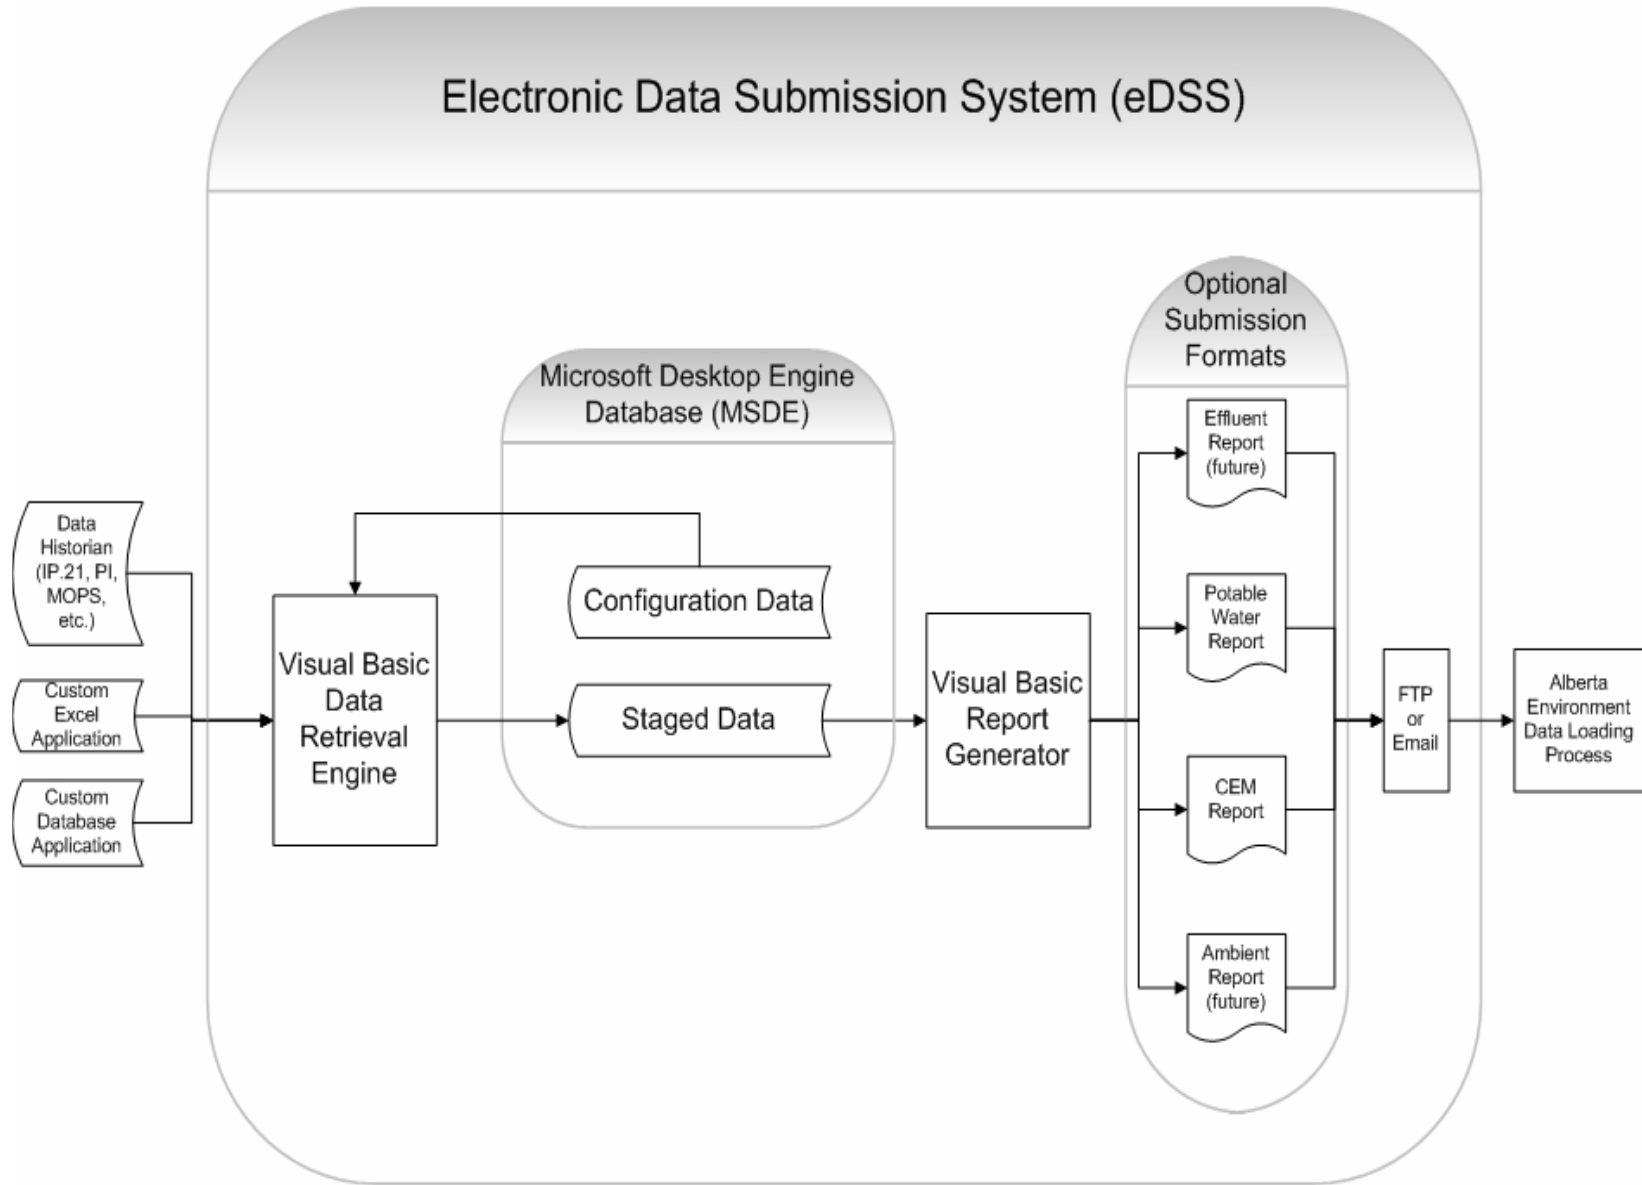 Electronic Data Submission System (eDSS)
Optional
Submission
Formats
Microsoft Desktop Engine
Database (MSDE)
Effluent
Report
(future)
Data
Historian
(IP.21, PI,
MOPS,
etc.)
Configuration Data
Potable
Water
Report
Visual Basic
Data
Retrieval
Engine
Custom
Excel
Application
Staged Data
Visual Basic
Report
Generator
FTP
or
Email
Alberta
Environment
Data Loading
Process
Custom
Database
Application
CEM
Report
Ambient
Report
(future)